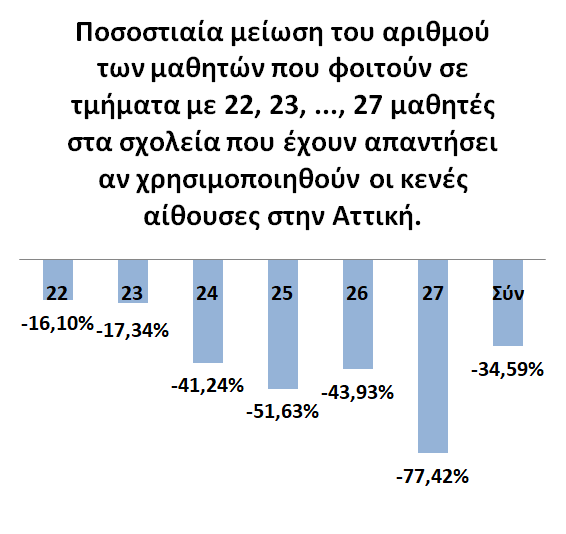 Ποσοστιαία μείωση του αριθμού
των μαθητών που φοιτούν σε
τμήματα με 22, 23, ..., 27 μαθητές
στα σχολεία που έχουν απαντήσει
αν χρησιμοποιηθούν οι κενές
αίθουσες στην Αττική.
22 23 24 25 26 27 Σύν
-16,10%
-17,34%
-41,24%
-51,63%
-43,93%
-77,42%
-34,59%